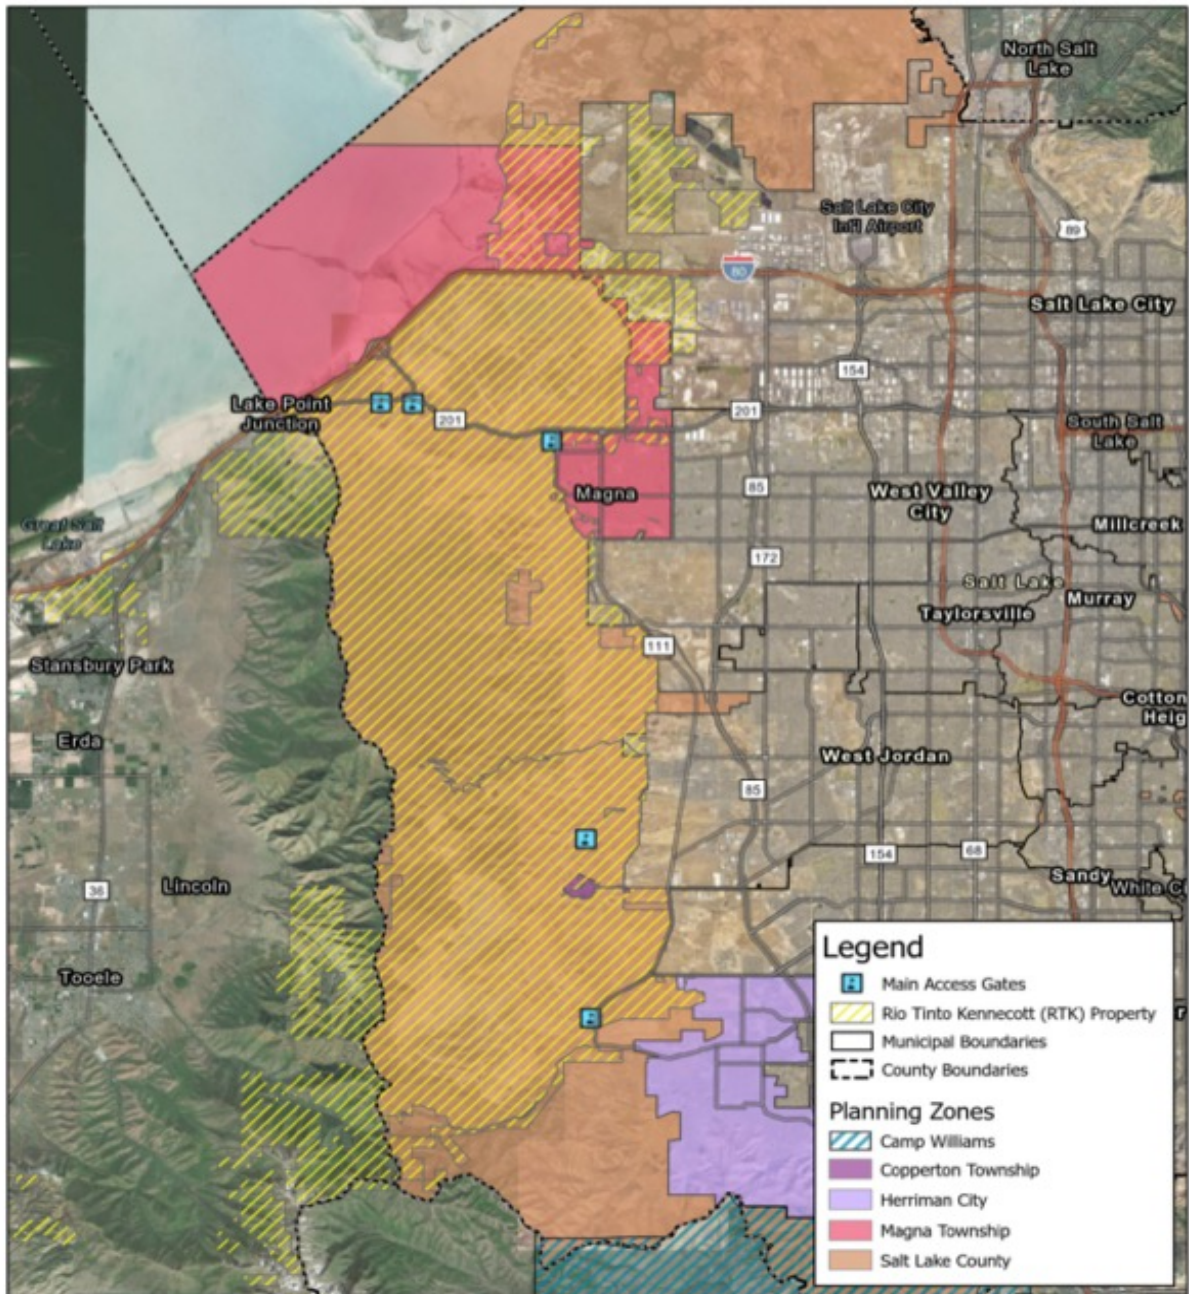 North Salt
Lake
Salt Lake City
Int'l Airport
89
80
Salt Lake City
154
Lake Point
Junction
201
201
South Salt
Lake
Magna
85
West Valley
City
Great Salt
Lake
Millcreek
172
Salt Lake
Taylorsville
Murray
111
Stansbury Park
Cotton
Heig
Erda
West Jordan
85
154
68
36
Lincoln
Sandy
White C
Tooele
Legend
Main Access Gates
Rio Tinto Kennecott (RTK) Property
Municipal Boundaries
County Boundaries
Planning Zones
Camp Williams
Copperton Township
Herriman City
Magna Township
Salt Lake County